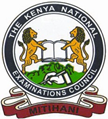 THE KENYA NATIONAL
EXAMINATIONS COUNCIL
MITIHANI